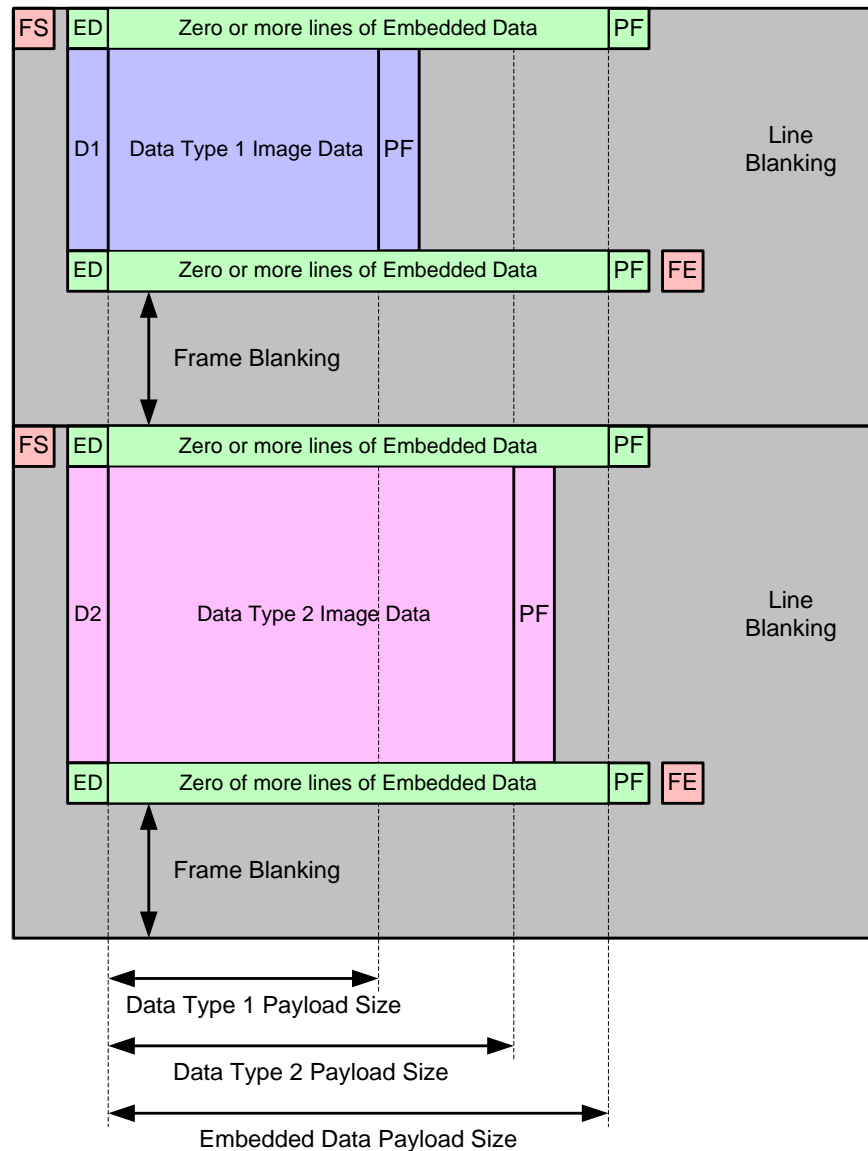 FS ED Zero or more lines of Embedded Data PF
D1 Data Type 1 Image Data PF
Line
Blanking
ED Zero or more lines of Embedded Data PF FE
Frame Blanking
FS ED Zero or more lines of Embedded Data PF
D2 Data Type 2 Image Data PF
Line
Blanking
ED Zero of more lines of Embedded Data PF FE
Frame Blanking
Data Type 1 Payload Size
Data Type 2 Payload Size
Embedded Data Payload Size